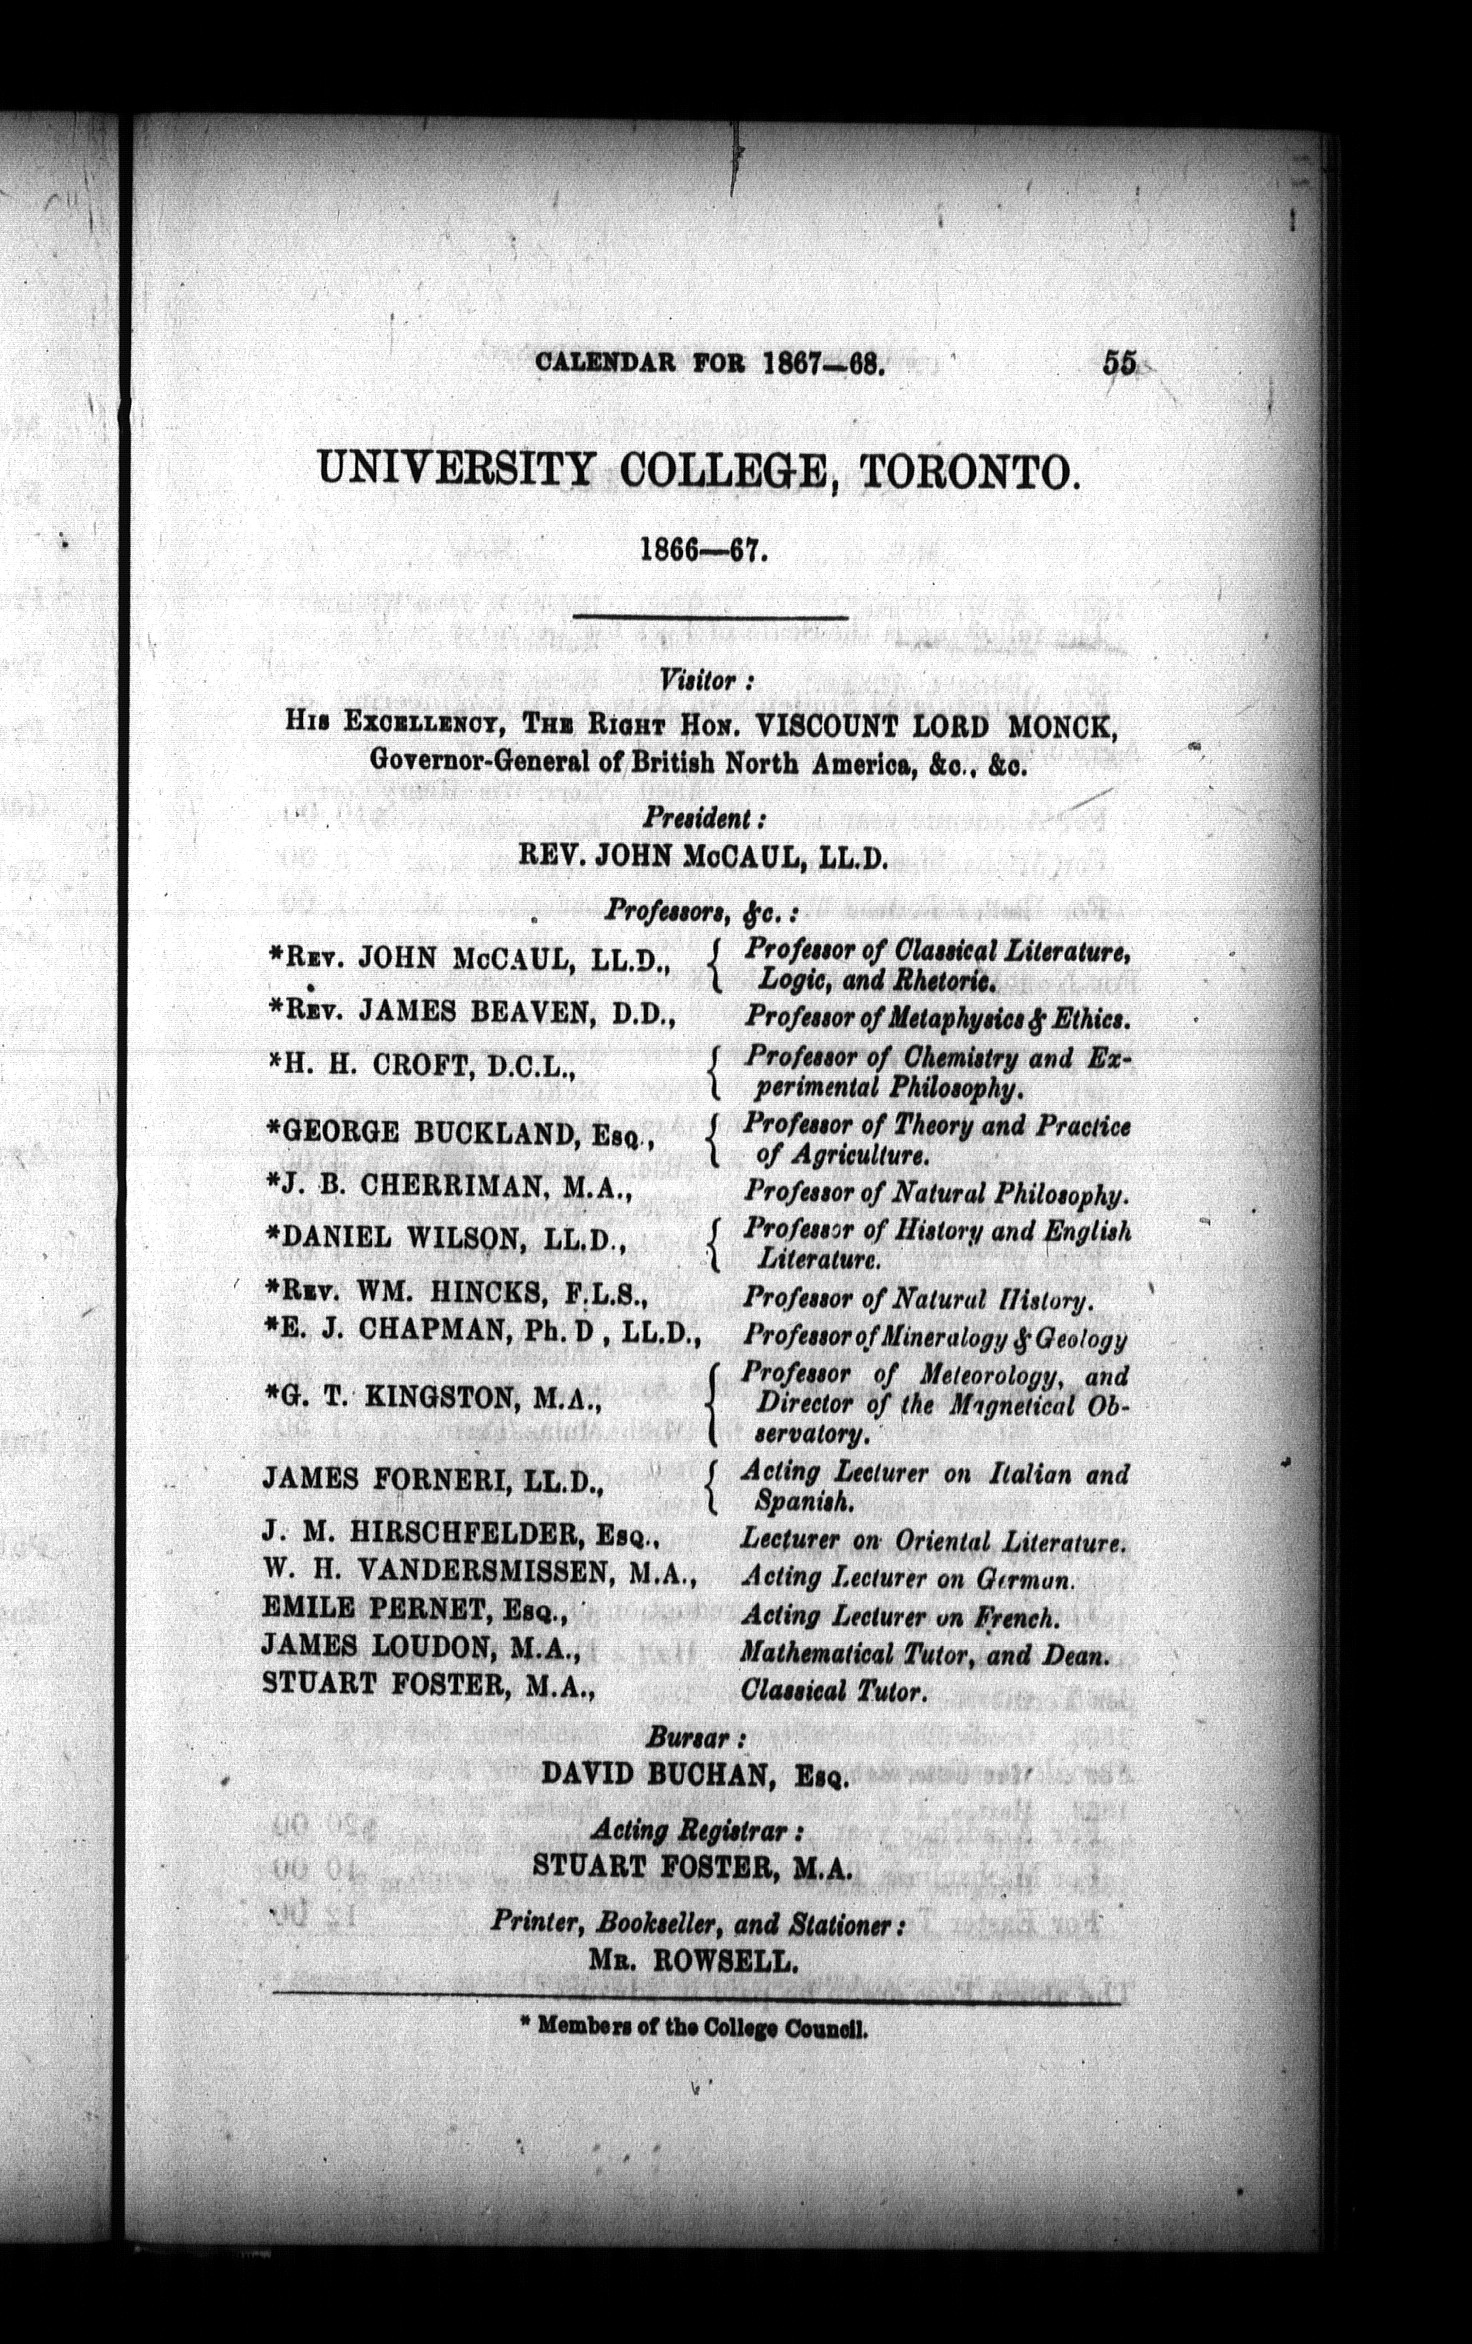 CALENDAR FOR 1867—68. 55
UNIVERSITY COLLEGE, TORONTO.
1866—67.
Visitor :
HIS EXCELLENCY, THE RIGHT HON. VISCOUNT LORD MONCK,
Governor-General of British North America, &c., &c.
President :
REV. JOHN McCAUL, LL.D.
Professors, &c. :
*REV. JOHN McCAUL, LL.D., { Professor of Classical Literature,
Logic, and Rhetoric.
*REV. JAMES BEAVEN, D.D., Professor of Metaphysics & Ethics.
*H. H. CROFT, D.C.L., { Professor of Chemistry and Ex-
perimental Philosophy.
*GEORGE BUCKLAND, ESQ., { Professor of Theory and Practice
of Agriculture.
*J. B. CHERRIMAN, M.A., Professor of Natural Philosophy.
*DANIEL WILSON, LL.D., { Professor of History and English
Literature.
*REV. WM. HINCKS, F.L.S., Professor of Natural History.
*E. J. CHAPMAN, Ph. D , LL.D., Professor of Mineralogy & Geology
*G. T. KINGSTON, M.A., { Professor of Meteorology, and
Director of the Magnetical Ob-
servatory.
JAMES FORNERI, LL.D., { Acting Lecturer on Italian and
Spanish.
J. M. HIRSCHFELDER, ESQ., Lecturer on Oriental Literature.
W. H. VANDERSMISSEN, M.A., Acting Lecturer on German.
EMILE PERNET, ESQ., Acting Lecturer on French.
JAMES LOUDON, M.A., Mathematical Tutor, and Dean.
STUART FOSTER, M.A., Classical Tutor.
Bursar :
DAVID BUCHAN, ESQ.
Acting Registrar :
STUART FOSTER, M.A.
Printer, Bookseller, and Stationer :
MR. ROWSELL.
* Members of the College Council.